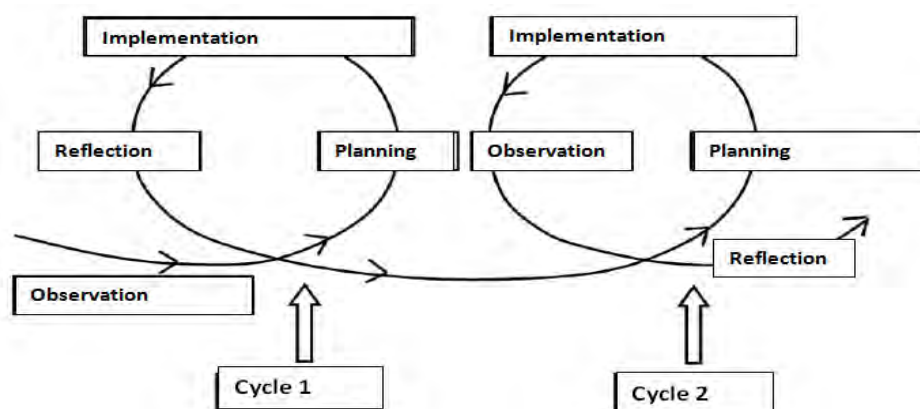 Implementation
Implementation
Reflection
Planning
Observation
Planning
Observation
Reflection
Cycle 1
Cycle 2